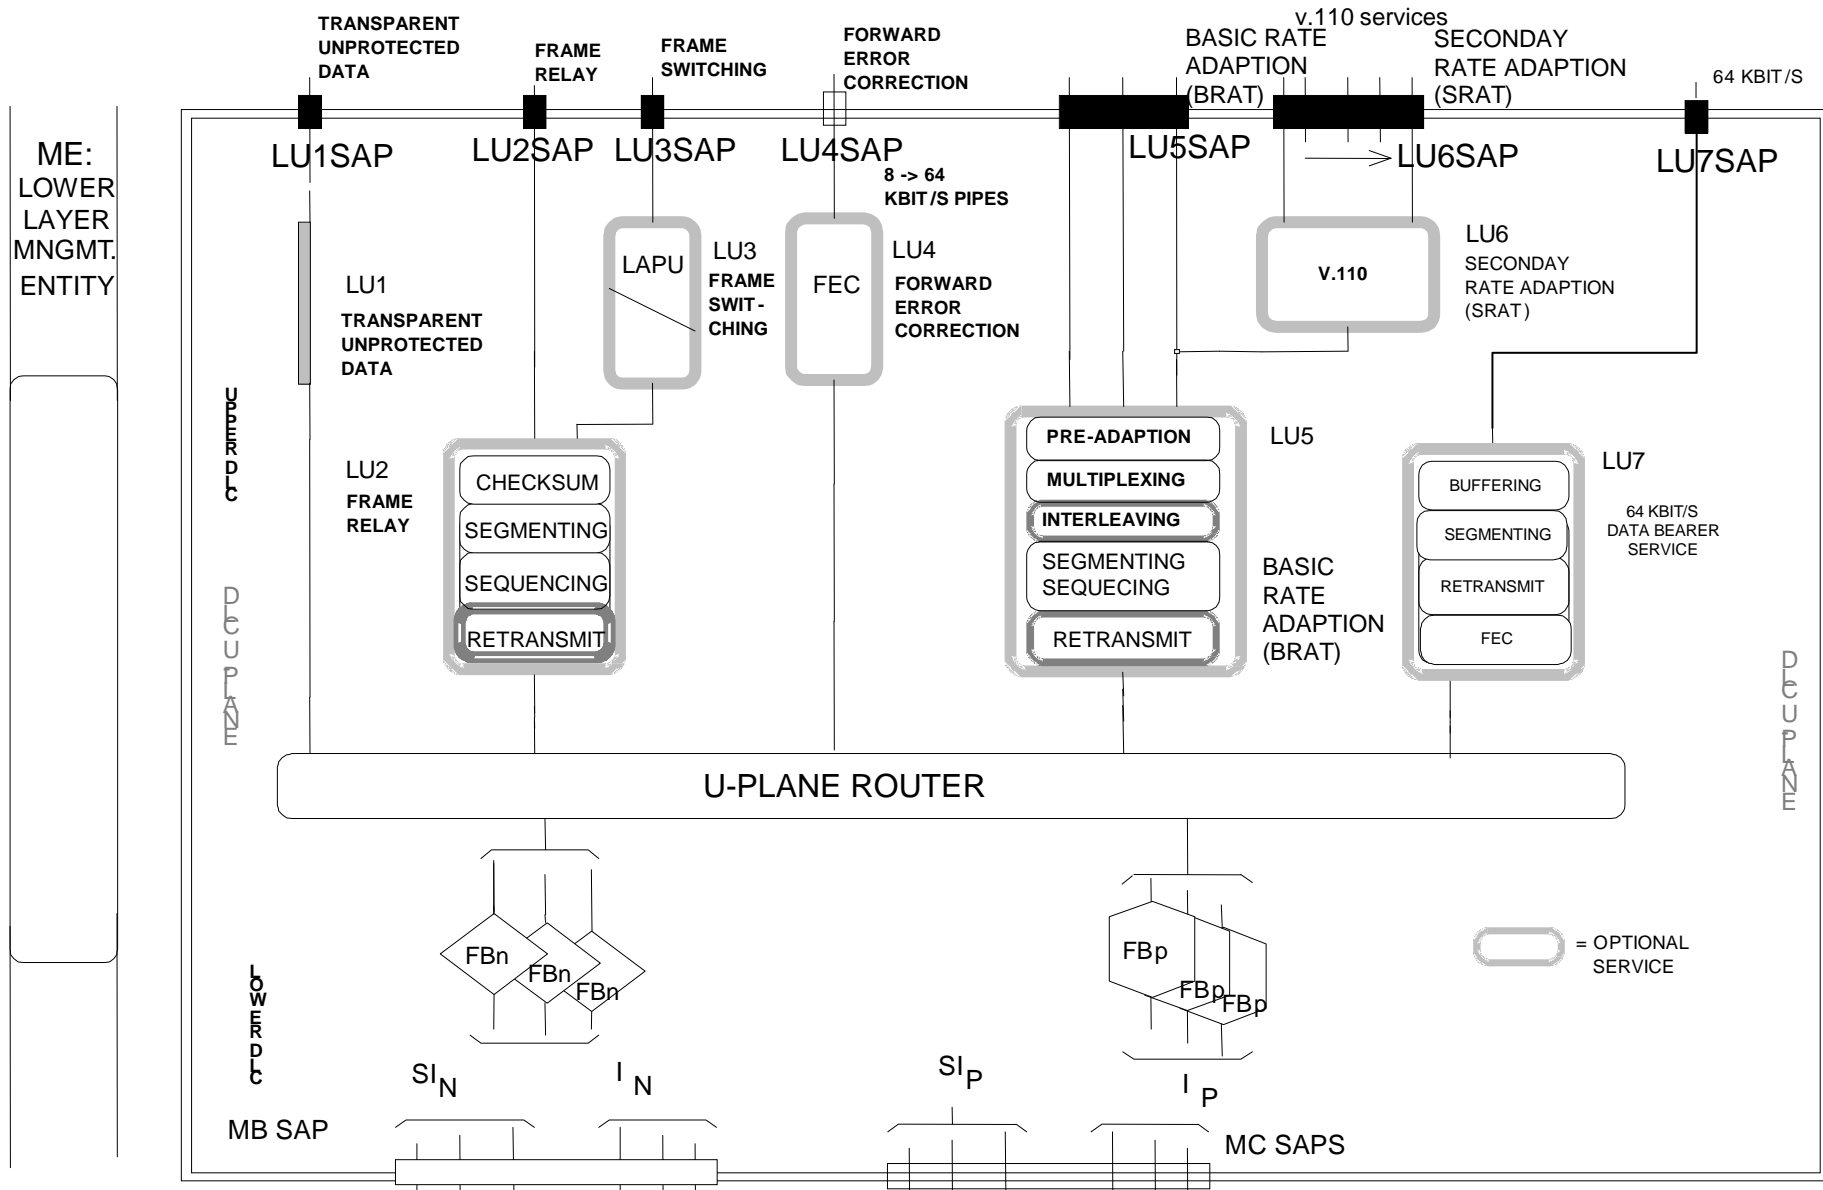 TRANSPARENT
UNPROTECTED
DATA
FRAME
RELAY
FRAME
SWITCHING
FORWARD
ERROR
CORRECTION
v.110 services
BASIC RATE
ADAPTION
(BRAT)
SECONDAY
RATE ADAPTION
(SRAT)
64 KBIT/S
LU1SAP
LU2SAP
LU3SAP
LU4SAP
LU5SAP
LU6SAP
LU7SAP
8 -> 64
KBIT/S PIPES
ME:
LOWER
LAYER
MNGMT.
ENTITY
LU1
TRANSPARENT
UNPROTECTED
DATA
LAPU
LU3
FRAME
SWIT-
CHING
FEC
LU4
FORWARD
ERROR
CORRECTION
V.110
LU6
SECONDAY
RATE ADAPTION
(SRAT)
UPPER DLC
LU2
FRAME
RELAY
CHECKSUM
SEGMENTING
SEQUENCING
RETRANSMIT
PRE-ADAPTION
MULTIPLEXING
INTERLEAVING
SEGMENTING
SEQUECING
RETRANSMIT
LU5
BASIC
RATE
ADAPTION
(BRAT)
BUFFERING
SEGMENTING
RETRANSMIT
FEC
LU7
64 KBIT/S
DATA BEARER
SERVICE
DLC U PLANE
DLC U PLANE
U-PLANE ROUTER
FBn
FBn
FBn
FBp
FBp
FBp
= OPTIONAL
SERVICE
LOWER DLC
SIN
IN
SIP
IP
MB SAP
MC SAPS